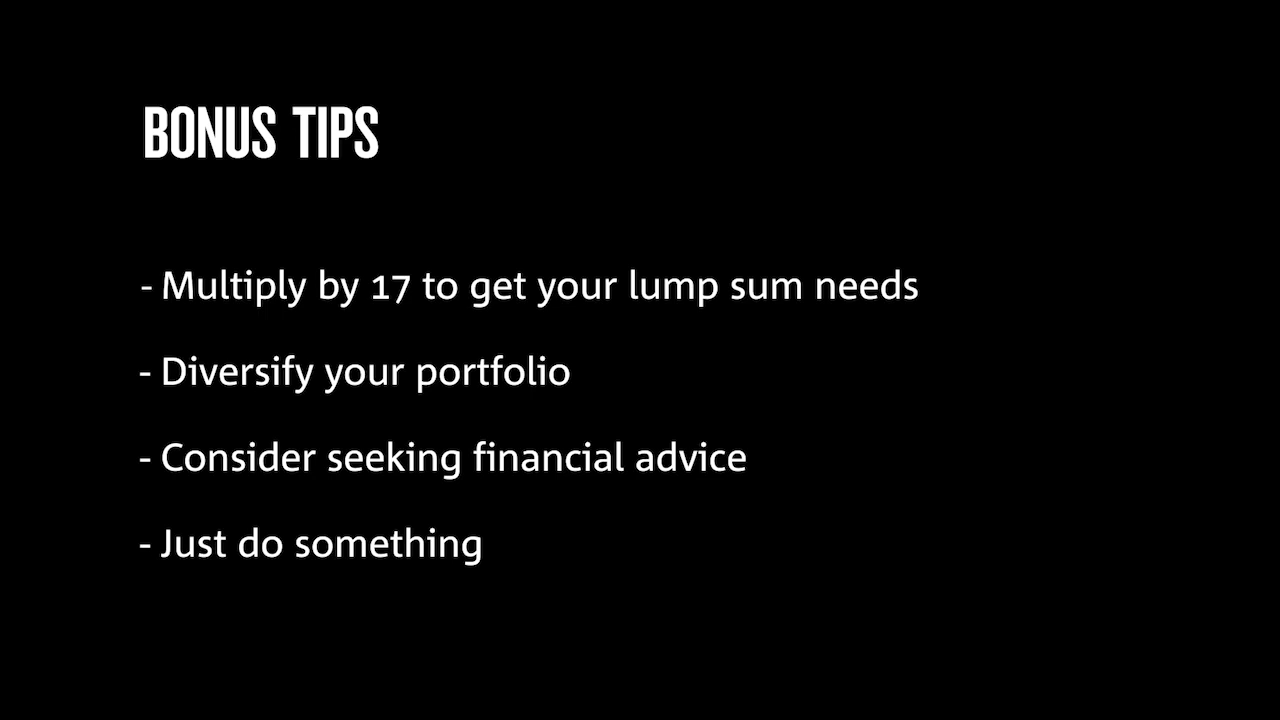 BONUS TIPS
- Multiply by 17 to get your lump sum needs
- Diversify your portfolio
- Consider seeking financial advice
- Just do something